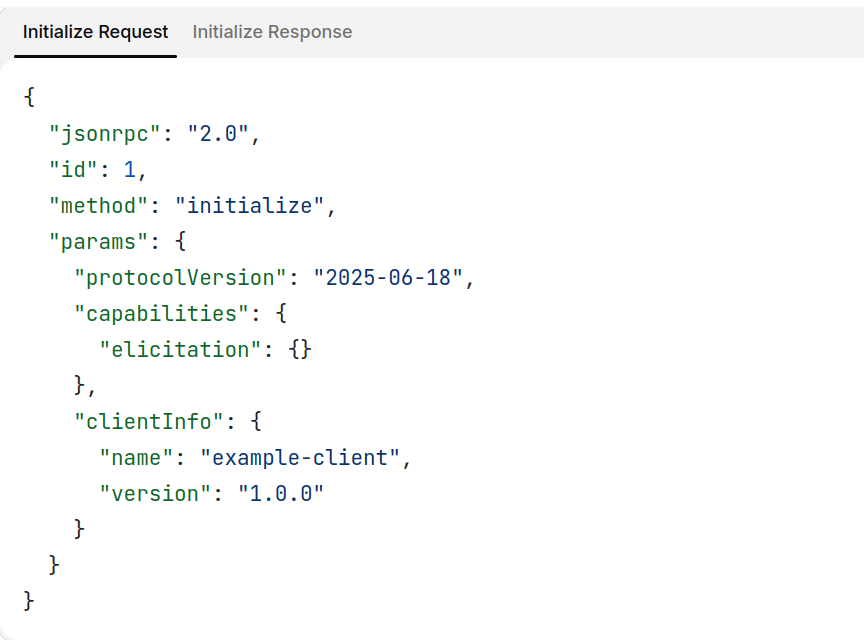 Initialize Request Initialize Response
{
  "jsonrpc": "2.0",
  "id": 1,
  "method": "initialize",
  "params": {
    "protocolVersion": "2025-06-18",
    "capabilities": {
      "elicitation": {}
    },
    "clientInfo": {
      "name": "example-client",
      "version": "1.0.0"
    }
  }
}